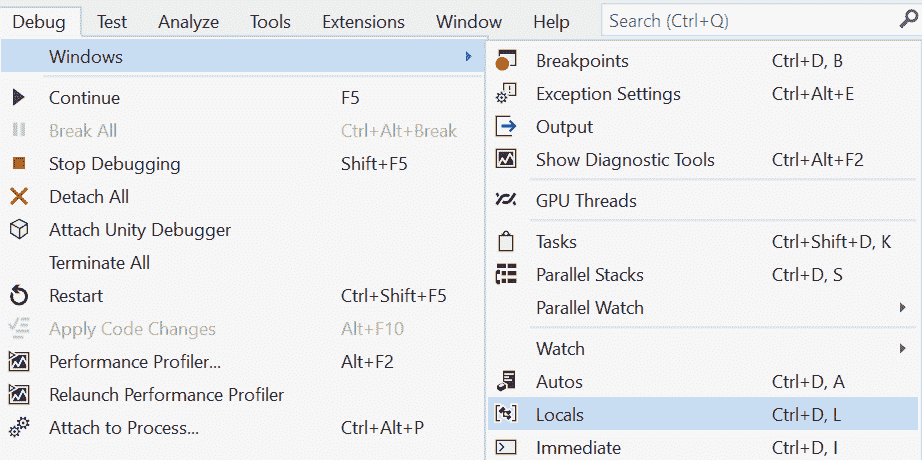 Debug Test Analyze Tools Extensions Window Help Search (Ctrl+Q)
Windows
Continue F5
Break All Ctrl+Alt+Break
Stop Debugging Shift+F5
Detach All
Attach Unity Debugger
Terminate All
Restart Ctrl+Shift+F5
Apply Code Changes Alt+F10
Performance Profiler... Alt+F2
Relaunch Performance Profiler
Attach to Process... Ctrl+Alt+P
Breakpoints Ctrl+D, B
Exception Settings Ctrl+Alt+E
Output
Show Diagnostic Tools Ctrl+Alt+F2
GPU Threads
Tasks Ctrl+Shift+D, K
Parallel Stacks Ctrl+D, S
Parallel Watch
Watch
Autos Ctrl+D, A
Locals Ctrl+D, L
Immediate Ctrl+D, I